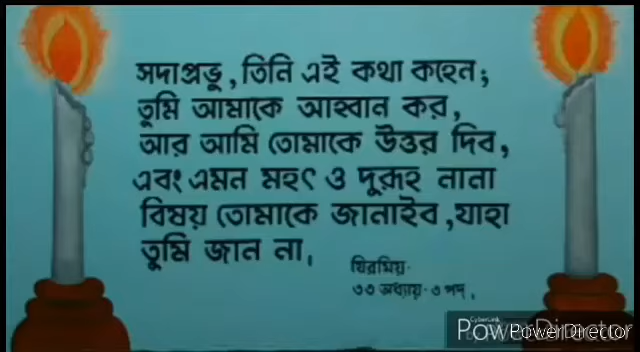 সদাপ্রভু, তিনি এই কথা কহেন;
তুমি আমাকে আহ্বান কর,
আর আমি তোমাকে উত্তর দিব,
এবং এমন মহৎ ও দুরূহ নানা
বিষয় তোমাকে জানাইব, যাহা
তুমি জান না,
যিরমিয়.
৩৩ অধ্যায়. ৩ পদ,
CyberLink
PowerDirector